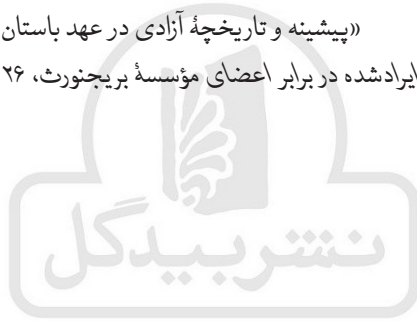 «پیشینه و تاریخچهٔ آزادی در عهد باستان
ایرادشده در برابر اعضای مؤسسهٔ بریجنورث، ۲۶
نشر بیدگل